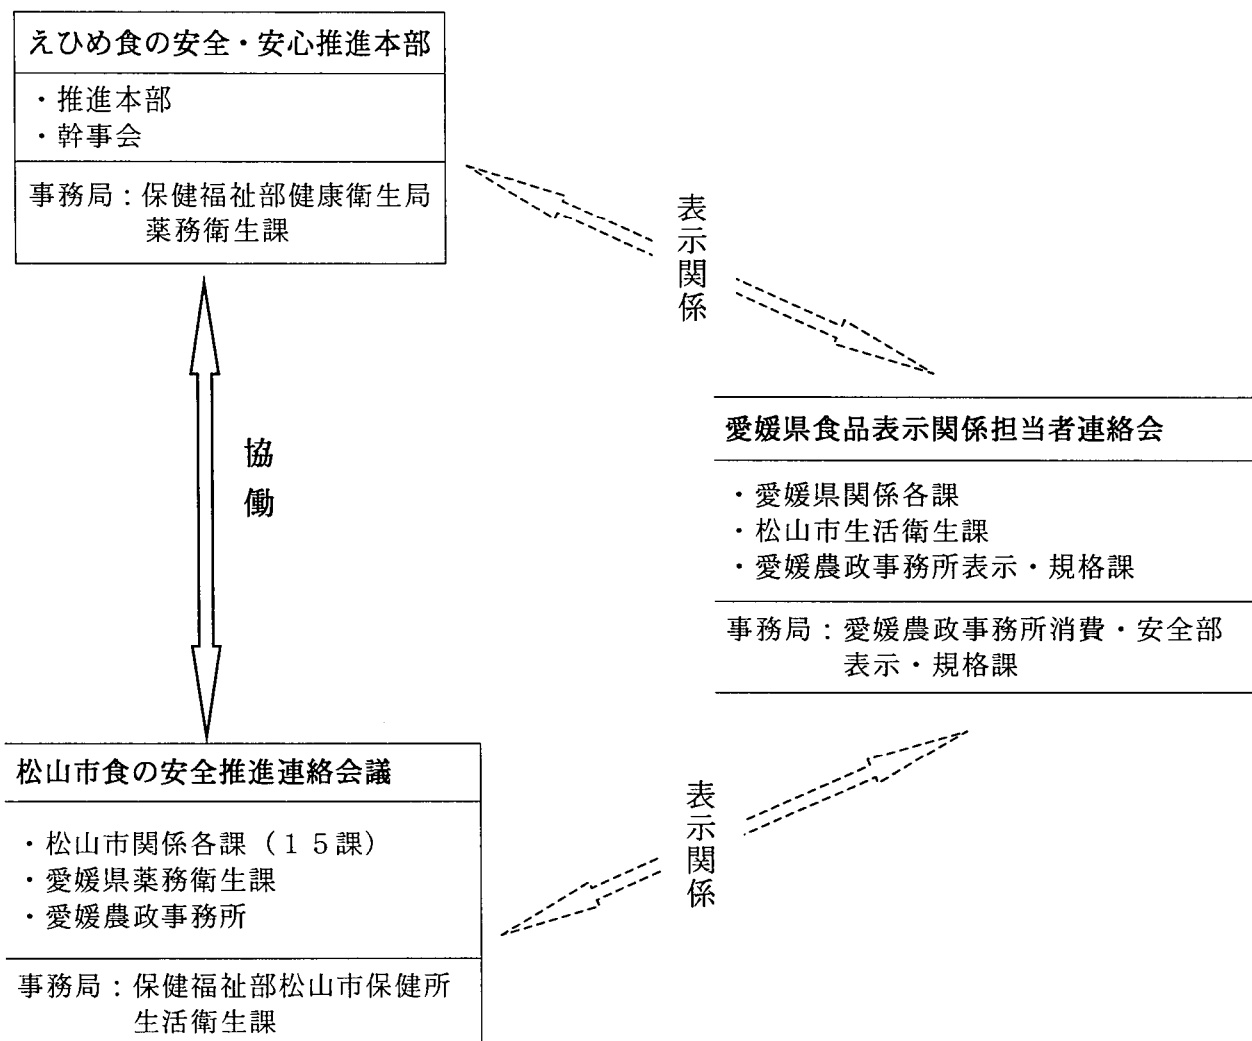 えひめ食の安全・安心推進本部
・推進本部
・幹事会
事務局：保健福祉部健康衛生局
薬務衛生課
表示関係
協働
愛媛県食品表示関係担当者連絡会
・愛媛県関係各課
・松山市生活衛生課
・愛媛農政事務所表示・規格課
事務局：愛媛農政事務所消費・安全部
表示・規格課
松山市食の安全推進連絡会議
・松山市関係各課（１５課）
・愛媛県薬務衛生課
・愛媛農政事務所
事務局：保健福祉部松山市保健所
生活衛生課
表示関係